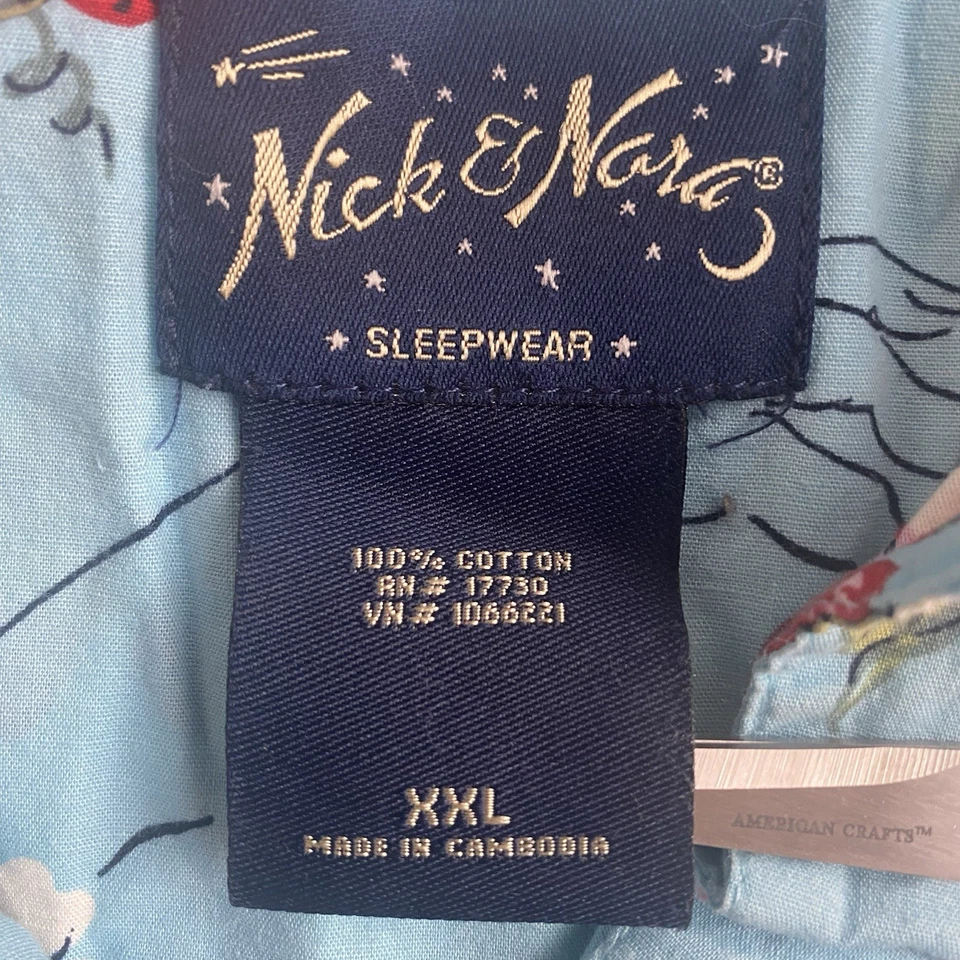 Nick & Nora®
SLEEPWEAR
100% COTTON
RN# 17730
VN# 1066221
XXL
MADE IN CAMBODIA
AMERICAN CRAFTS™